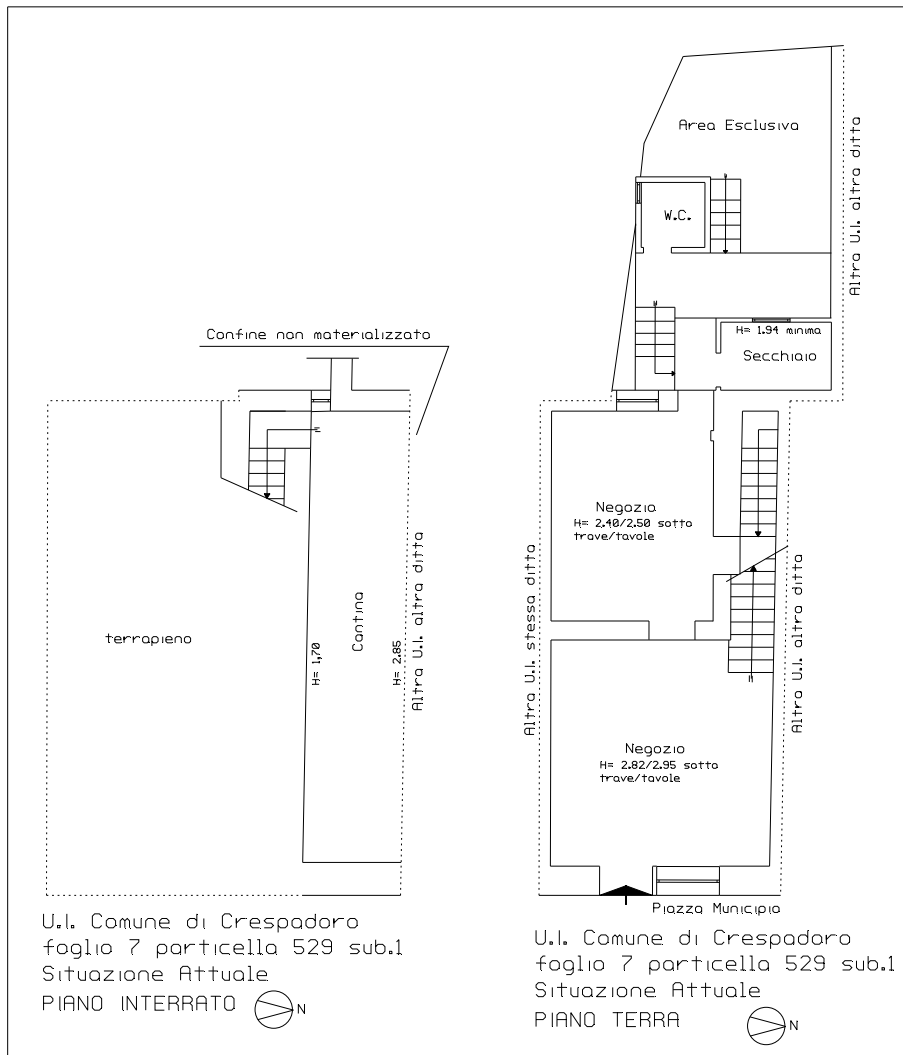 Confine non materializzato
terrapieno
H= 1,70
Cantina
H= 2.85
Altra U.I. altra ditta
U.I. Comune di Crespadoro
foglio 7 particella 529 sub.1
Situazione Attuale
PIANO INTERRATO
N
Area Esclusiva
Altra U.I. altra ditta
W.C.
H= 1.94 minima
Secchiaio
Negozio
H= 2.40/2.50 sotto
trave/tavole
Altra U.I. stessa ditta
Altra U.I. altra ditta
Negozio
H= 2.82/2.95 sotto
trave/tavole
Piazza Municipio
U.I. Comune di Crespadoro
foglio 7 particella 529 sub.1
Situazione Attuale
PIANO TERRA
N